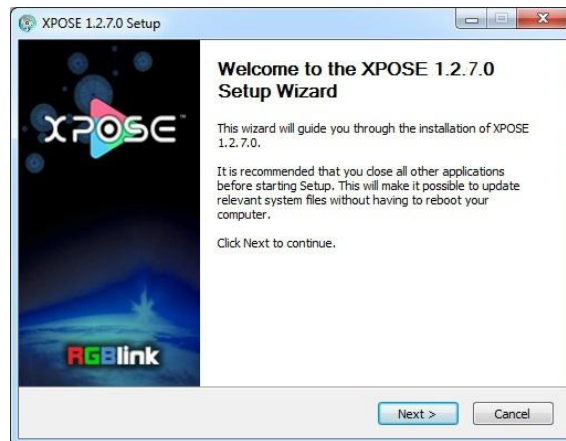 XPOSE 1.2.7.0 Setup
XPOSE™
RGBlink
Welcome to the XPOSE 1.2.7.0
Setup Wizard
This wizard will guide you through the installation of XPOSE
1.2.7.0.
It is recommended that you close all other applications
before starting Setup. This will make it possible to update
relevant system files without having to reboot your
computer.
Click Next to continue.
Next >
Cancel